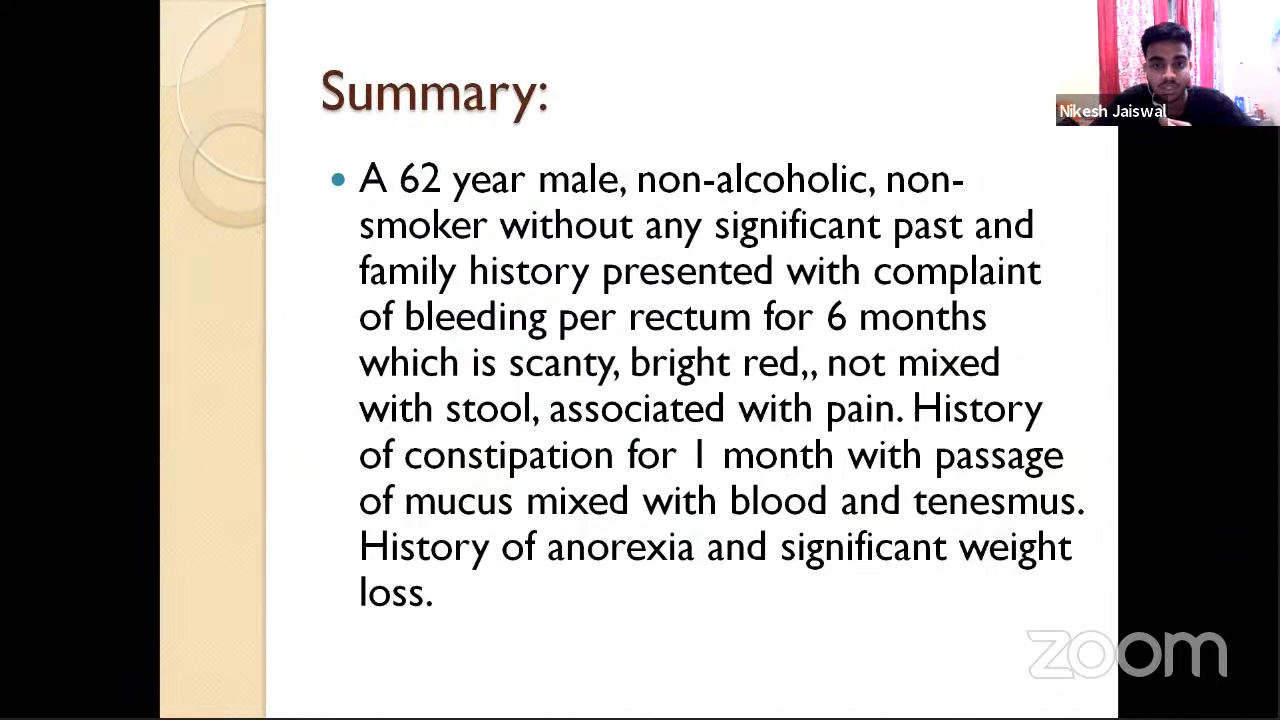 Summary:
Nikesh Jaiswal
• A 62 year male, non-alcoholic, non-
smoker without any significant past and
family history presented with complaint
of bleeding per rectum for 6 months
which is scanty, bright red,, not mixed
with stool, associated with pain. History
of constipation for 1 month with passage
of mucus mixed with blood and tenesmus.
History of anorexia and significant weight
loss.
zoom